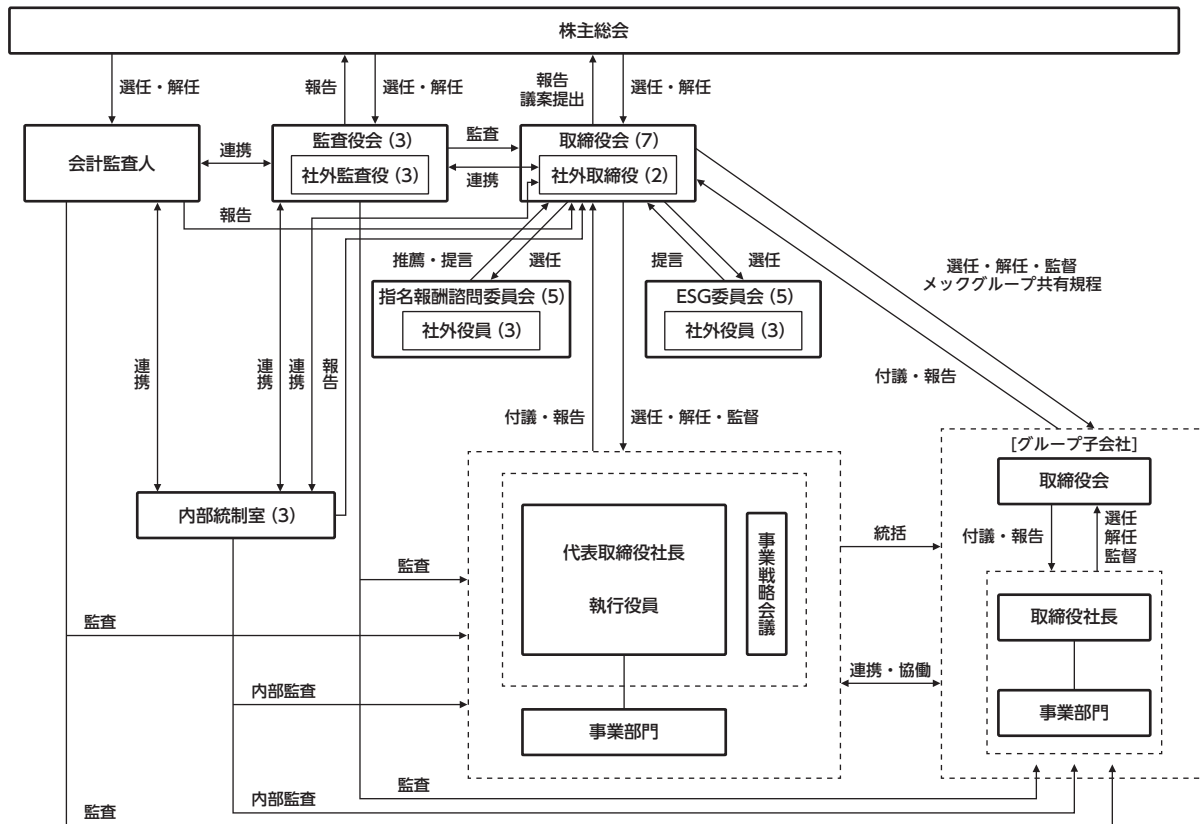 株主総会
選任・解任
報告
選任・解任
報告
議案提出
選任・解任
会計監査人
連携
監査役会 (3)
社外監査役 (3)
監査
連携
取締役会 (7)
社外取締役 (2)
報告
推薦・提言
選任
提言
選任
選任・解任・監督
メックグループ共有規程
指名報酬諮問委員会 (5)
社外役員 (3)
ESG委員会 (5)
社外役員 (3)
連携
連携
連携
報告
付議・報告
付議・報告
選任・解任・監督
[グループ子会社]
取締役会
内部統制室 (3)
付議・報告
選任
解任
監督
代表取締役社長
執行役員
事業戦略会議
統括
監査
監査
取締役社長
連携・協働
内部監査
事業部門
事業部門
監査
内部監査
監査